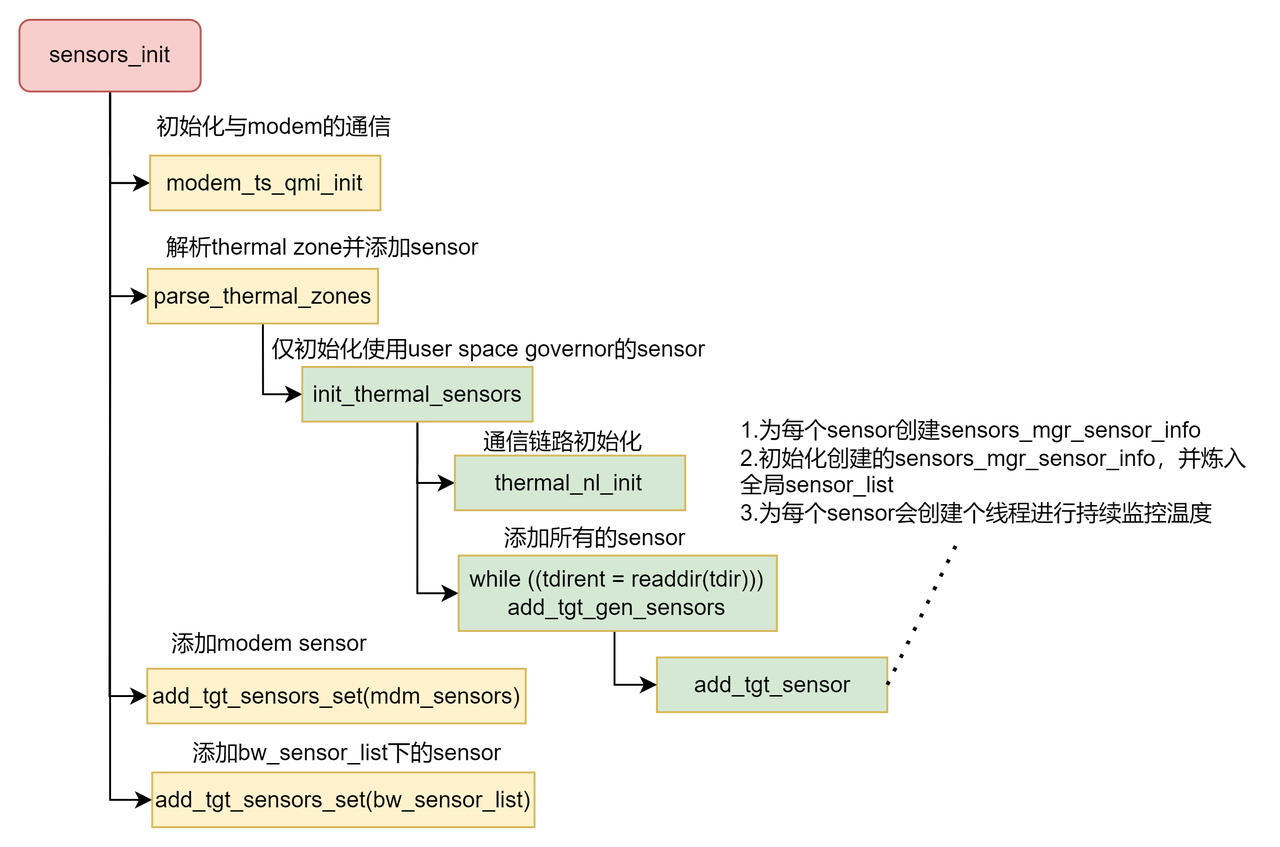 sensors_init
初始化与modem的通信
modem_ts_qmi_init
解析thermal zone并添加sensor
parse_thermal_zones
仅初始化使用user space governor的sensor
init_thermal_sensors
通信链路初始化
thermal_nl_init
添加所有的sensor
while ((tdirent = readdir(tdir)))
add_tgt_gen_sensors
add_tgt_sensor
1.为每个sensor创建sensors_mgr_sensor_info
2.初始化创建的sensors_mgr_sensor_info，并炼入
全局sensor_list
3.为每个sensor会创建个线程进行持续监控温度
添加modem sensor
add_tgt_sensors_set(mdm_sensors)
添加bw_sensor_list下的sensor
add_tgt_sensors_set(bw_sensor_list)